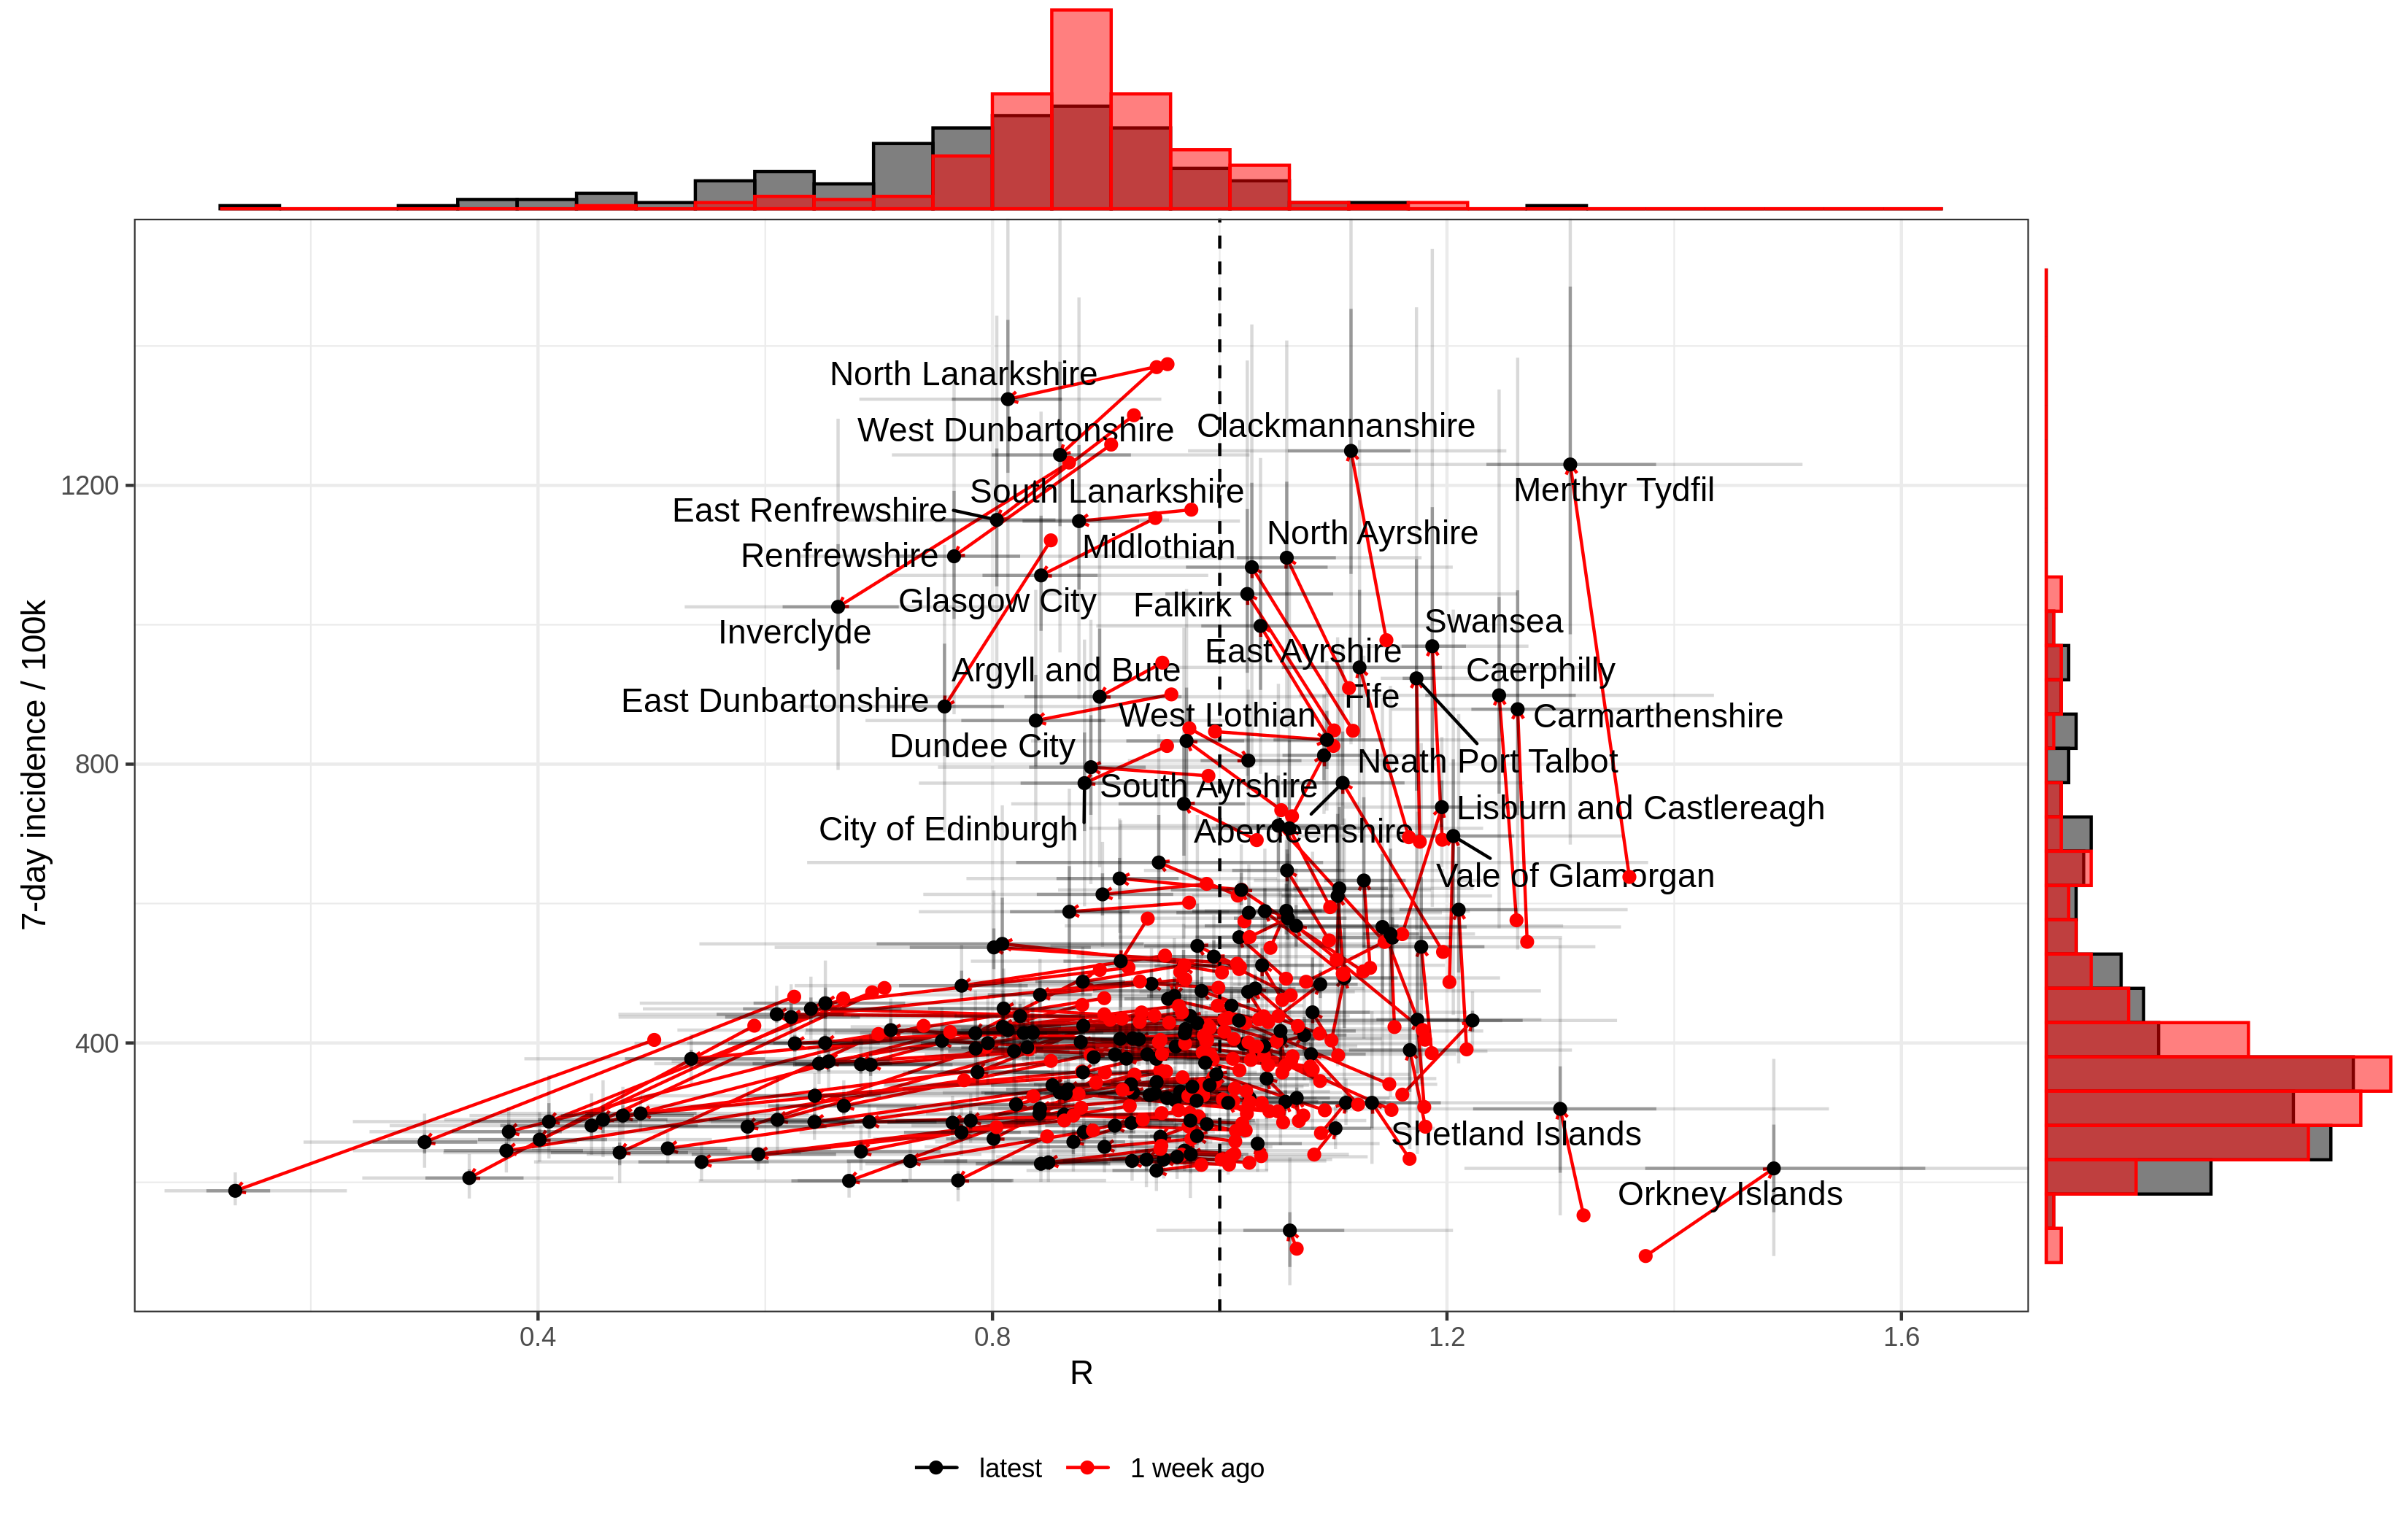 North Lanarkshire
West Dunbartonshire
Clackmannanshire
East Renfrewshire
South Lanarkshire
Merthyr Tydfil
Renfrewshire
Midlothian
North Ayrshire
Glasgow City
Falkirk
Inverclyde
Swansea
East Ayrshire
Argyll and Bute
Caerphilly
East Dunbartonshire
Fife
West Lothian
Carmarthenshire
Dundee City
Neath Port Talbot
South Ayrshire
Lisburn and Castlereagh
City of Edinburgh
Aberdeenshire
Vale of Glamorgan
Shetland Islands
Orkney Islands
1200
800
400
7-day incidence / 100k
0.4 0.8 1.2 1.6
R
latest 1 week ago